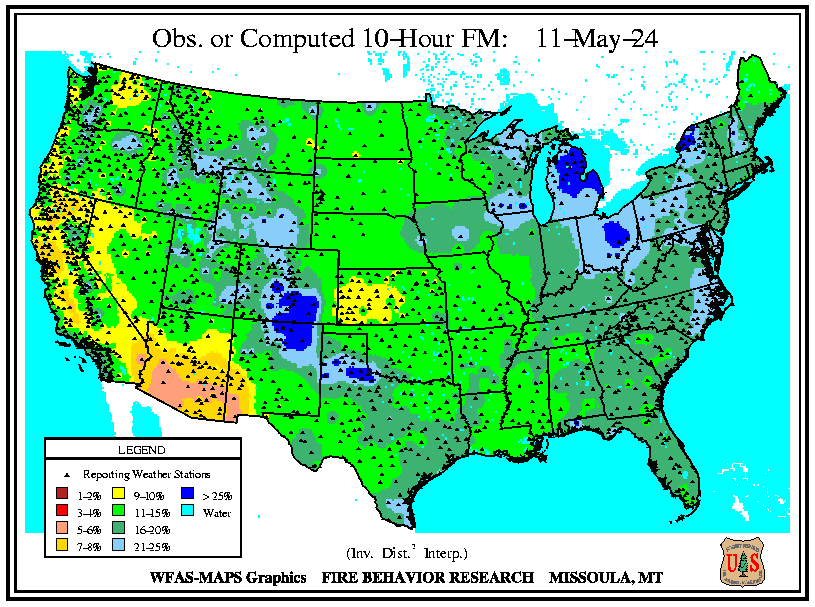 Obs. or Computed 10-Hour FM: 11-May-24
LEGEND
Reporting Weather Stations
1-2% 9-10% > 25%
3-4% 11-15% Water
5-6% 16-20%
7-8% 21-25%
(Inv. Dist.² Interp.)
WFAS-MAPS Graphics FIRE BEHAVIOR RESEARCH MISSOULA, MT
U S